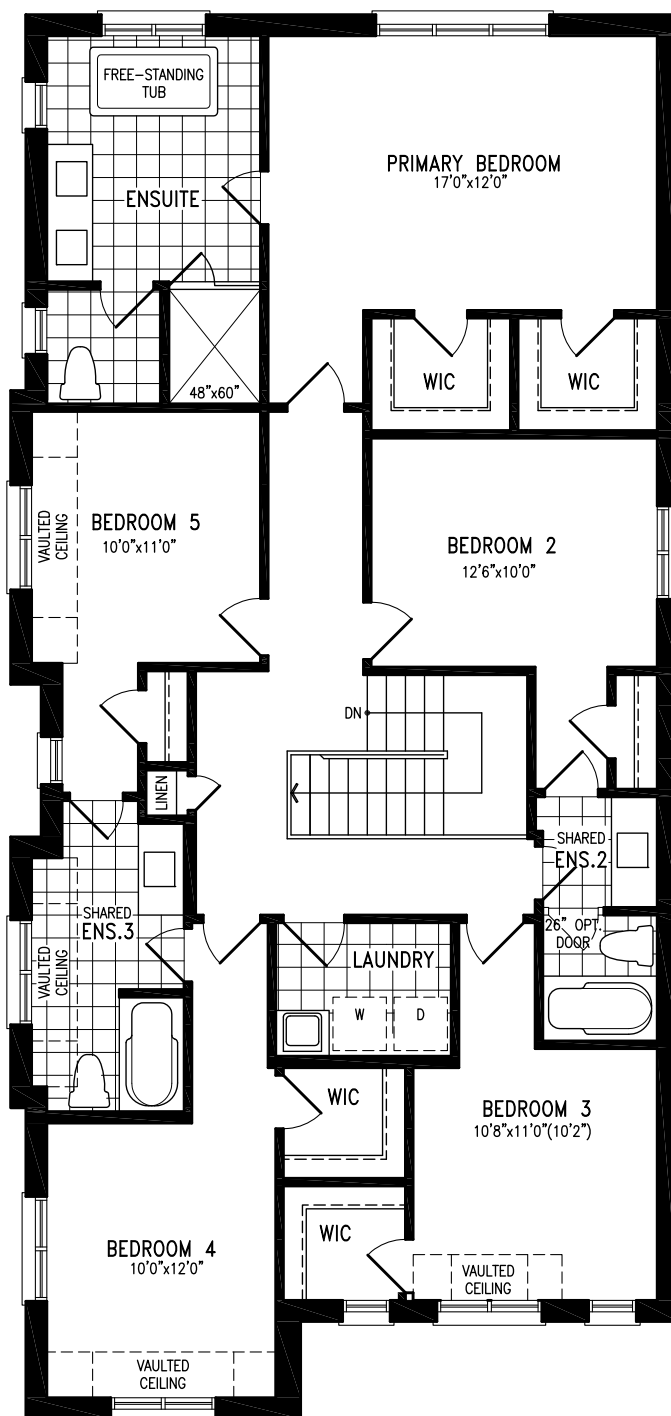 FREE-STANDING
TUB
PRIMARY BEDROOM
17'0"x12'0"
ENSUITE
WIC
WIC
48"x60"
VAULTED
CEILING
BEDROOM 5
10'0"x11'0"
BEDROOM 2
12'6"x10'0"
DN
LINEN
SHARED
ENS.2
SHARED
ENS.3
26" OPT.
DOOR
VAULTED
CEILING
LAUNDRY
W
D
WIC
BEDROOM 3
10'8"x11'0"(10'2")
WIC
BEDROOM 4
10'0"x12'0"
VAULTED
CEILING
VAULTED
CEILING